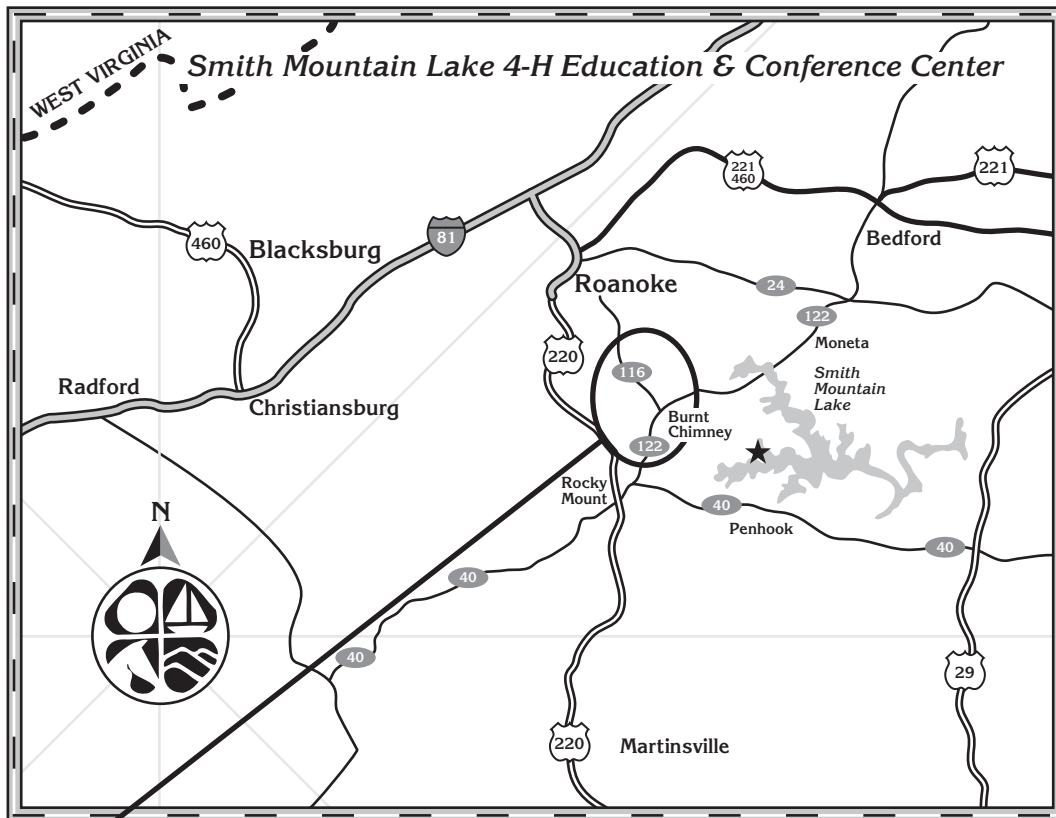 WEST VIRGINIA
Smith Mountain Lake 4-H Education & Conference Center
221
460
221
460
Blacksburg
81
Bedford
Roanoke
24
122
Moneta
220
116
Smith
Mountain
Lake
Radford
Christiansburg
Burnt
Chimney
122
Rocky
Mount
40
Penhook
N
40
40
40
29
220
Martinsville